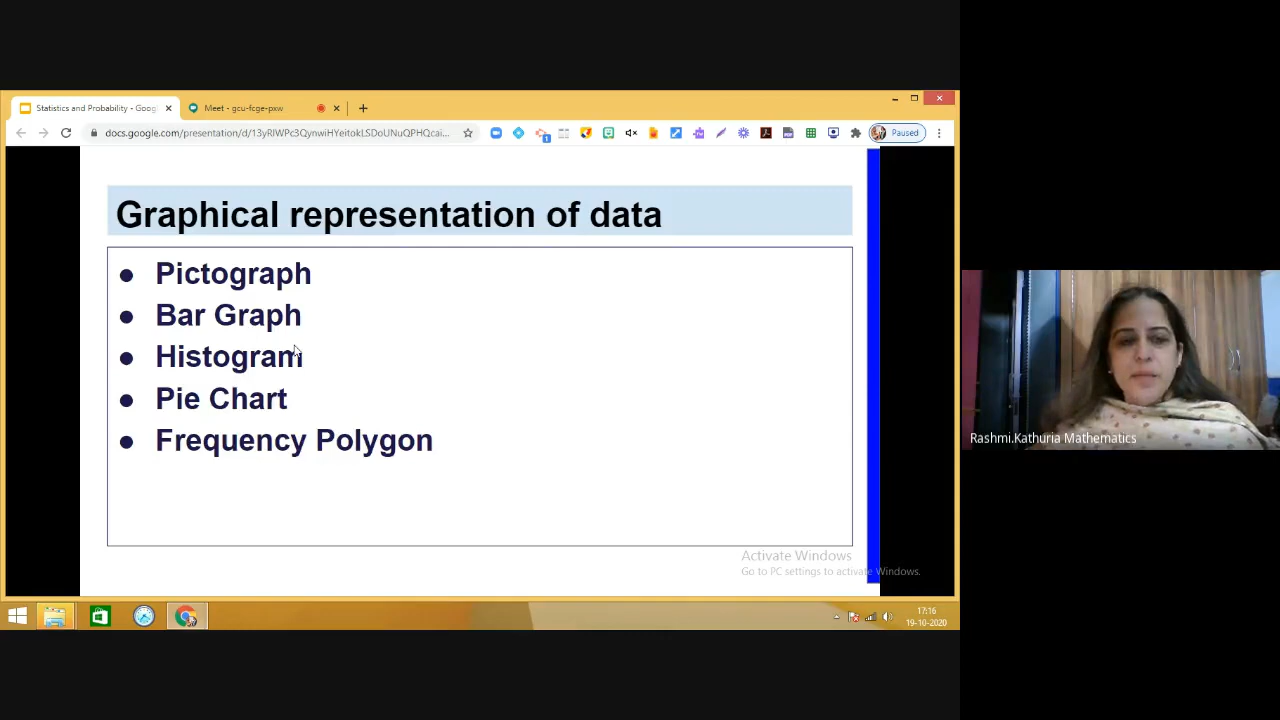 Statistics and Probability - Goog
Meet - gcu-fcge-pxw
docs.google.com/presentation/d/13yRlWPc3QynwiHYeitokLSDoUNuQPHQcai...
Paused
Graphical representation of data
● Pictograph
● Bar Graph
● Histogram
● Pie Chart
● Frequency Polygon
Activate Windows
Go to PC settings to activate Windows.
Rashmi.Kathuria Mathematics
17:16
19-10-2020